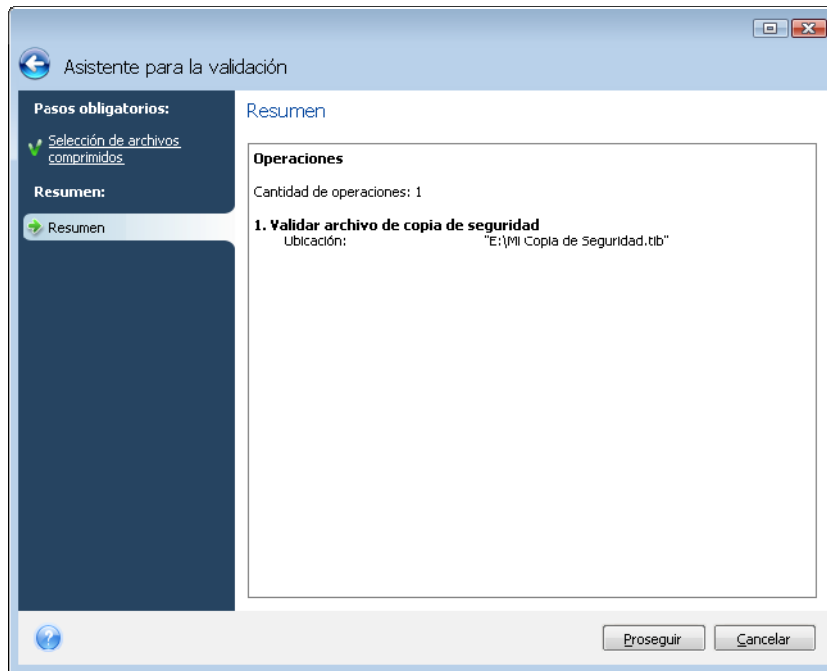 Asistente para la validación
Pasos obligatorios:
Selección de archivos
comprimidos
Resumen:
Resumen
Resumen
Operaciones
Cantidad de operaciones: 1
1. Validar archivo de copia de seguridad
Ubicación: "E:\Mi Copia de Seguridad.tib"
Proseguir
Cancelar